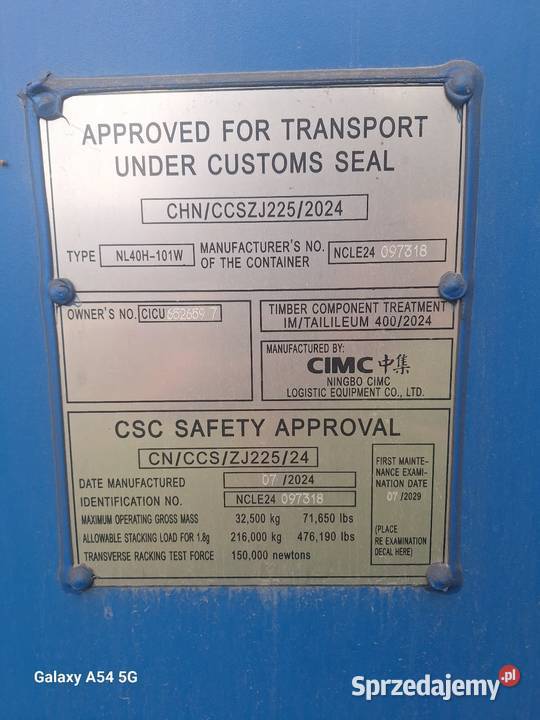 APPROVED FOR TRANSPORT
UNDER CUSTOMS SEAL
CHN/CCSZJ225/2024
TYPE NL40H-101W MANUFACTURER'S NO. OF THE CONTAINER NCLE24 097318
OWNER'S NO. CICU 652659 7
TIMBER COMPONENT TREATMENT
IM/TAILILEUM 400/2024
MANUFACTURED BY:
CIMC 中集
NINGBO CIMC
LOGISTIC EQUIPMENT CO., LTD.
CSC SAFETY APPROVAL
CN/CCS/ZJ225/24
DATE MANUFACTURED 07 /2024
IDENTIFICATION NO. NCLE24 097318
MAXIMUM OPERATING GROSS MASS 32,500 kg 71,650 lbs
ALLOWABLE STACKING LOAD FOR 1.8g 216,000 kg 476,190 lbs
TRANSVERSE RACKING TEST FORCE 150,000 newtons
FIRST MAINTE-
NANCE EXAMI-
NATION DATE
07 /2029
(PLACE
RE EXAMINATION
DECAL HERE)
Galaxy A54 5G
Sprzedajemy.pl